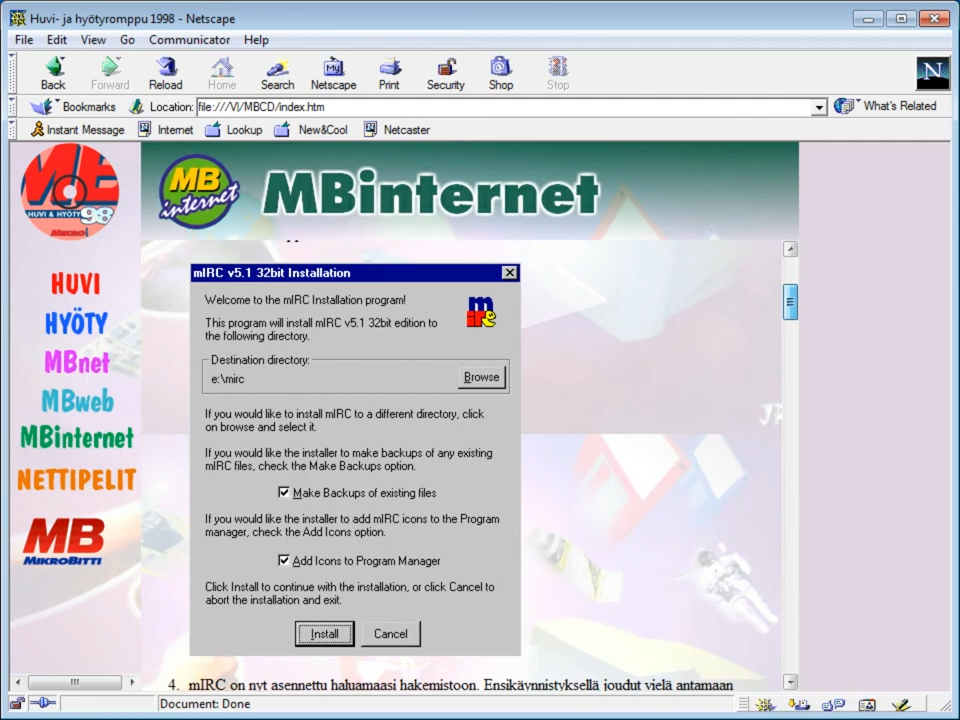 Huvi- ja hyötyromppu 1998 - Netscape
File Edit View Go Communicator Help
Back Forward Reload Home Search Netscape Print Security Shop Stop
My
N
Bookmarks Location: file:///V|/MBCD/index.htm What's Related
Instant Message Internet Lookup New&Cool Netcaster
MB
HUVI & HYÖTY 98
MIKRO
MB
internet
MBinternet
HUVI
HYÖTY
MBnet
MBweb
MBinternet
NETTIPELIT
MB
MIKROBITTI
mIRC v5.1 32bit Installation
Welcome to the mIRC Installation program!
This program will install mIRC v5.1 32bit edition to
the following directory.
Destination directory:
e:\mirc
Browse
If you would like to install mIRC to a different directory, click
on browse and select it.
If you would like the installer to make backups of any existing
mIRC files, check the Make Backups option.
Make Backups of existing files
If you would like the installer to add mIRC icons to the Program
manager, check the Add Icons option.
Add Icons to Program Manager
Click Install to continue with the installation, or click Cancel to
abort the installation and exit.
Install Cancel
4. mIRC on nyt asennettu haluamaasi hakemistoon. Ensikäynnistyksellä joudut vielä antamaan
Document: Done